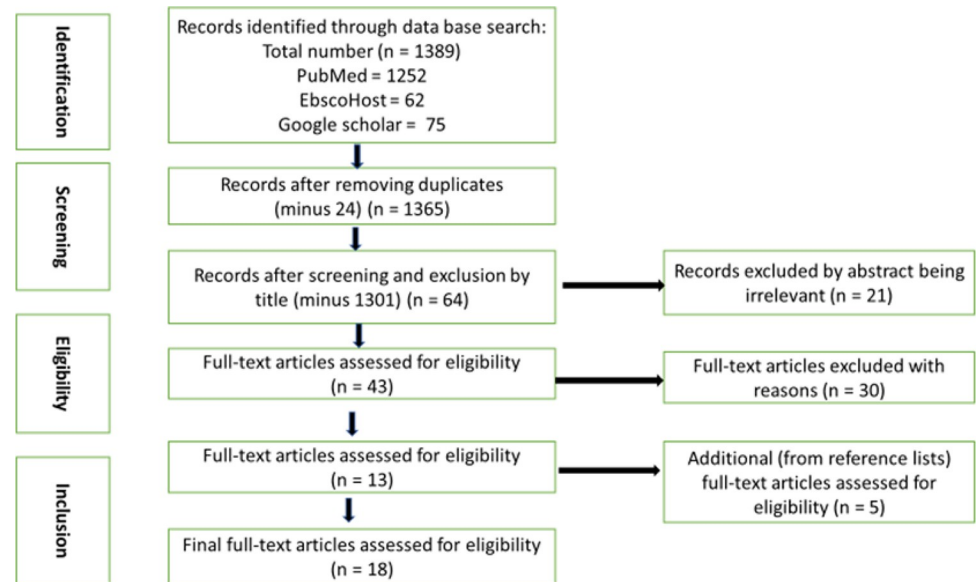 Identification
Records identified through data base search:
Total number (n = 1389)
PubMed = 1252
EbscoHost = 62
Google scholar = 75
Screening
Records after removing duplicates
(minus 24) (n = 1365)
Records after screening and exclusion by
title (minus 1301) (n = 64)
Records excluded by abstract being
irrelevant (n = 21)
Eligibility
Full-text articles assessed for eligibility
(n = 43)
Full-text articles excluded with
reasons (n = 30)
Inclusion
Full-text articles assessed for eligibility
(n = 13)
Additional (from reference lists)
full-text articles assessed for
eligibility (n = 5)
Final full-text articles assessed for eligibility
(n = 18)